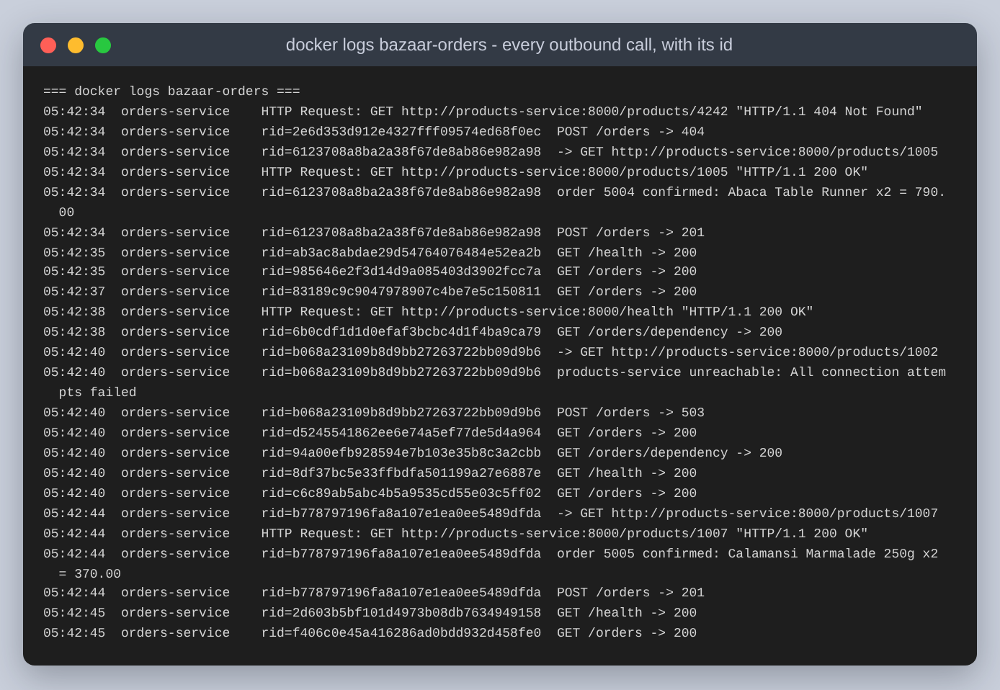 docker logs bazaar-orders - every outbound call, with its id
=== docker logs bazaar-orders ===
05:42:34  orders-service    HTTP Request: GET http://products-service:8000/products/4242 "HTTP/1.1 404 Not Found"
05:42:34  orders-service    rid=2e6d353d912e4327fff09574ed68f0ec  POST /orders -> 404
05:42:34  orders-service    rid=6123708a8ba2a38f67de8ab86e982a98  -> GET http://products-service:8000/products/1005
05:42:34  orders-service    HTTP Request: GET http://products-service:8000/products/1005 "HTTP/1.1 200 OK"
05:42:34  orders-service    rid=6123708a8ba2a38f67de8ab86e982a98  order 5004 confirmed: Abaca Table Runner x2 = 790.
  00
05:42:34  orders-service    rid=6123708a8ba2a38f67de8ab86e982a98  POST /orders -> 201
05:42:35  orders-service    rid=ab3ac8abdae29d54764076484e52ea2b  GET /health -> 200
05:42:35  orders-service    rid=985646e2f3d14d9a085403d3902fcc7a  GET /orders -> 200
05:42:37  orders-service    rid=83189c9c9047978907c4be7e5c150811  GET /orders -> 200
05:42:38  orders-service    HTTP Request: GET http://products-service:8000/health "HTTP/1.1 200 OK"
05:42:38  orders-service    rid=6b0cdf1d1d0efaf3bcbc4d1f4ba9ca79  GET /orders/dependency -> 200
05:42:40  orders-service    rid=b068a23109b8d9bb27263722bb09d9b6  -> GET http://products-service:8000/products/1002
05:42:40  orders-service    rid=b068a23109b8d9bb27263722bb09d9b6  products-service unreachable: All connection attem
  pts failed
05:42:40  orders-service    rid=b068a23109b8d9bb27263722bb09d9b6  POST /orders -> 503
05:42:40  orders-service    rid=d5245541862ee6e74a5ef77de5d4a964  GET /orders -> 200
05:42:40  orders-service    rid=94a00efb928594e7b103e35b8c3a2cbb  GET /orders/dependency -> 200
05:42:40  orders-service    rid=8df37bc5e33ffbdfa501199a27e6887e  GET /health -> 200
05:42:40  orders-service    rid=c6c89ab5abc4b5a9535cd55e03c5ff02  GET /orders -> 200
05:42:44  orders-service    rid=b778797196fa8a107e1ea0ee5489dfda  -> GET http://products-service:8000/products/1007
05:42:44  orders-service    HTTP Request: GET http://products-service:8000/products/1007 "HTTP/1.1 200 OK"
05:42:44  orders-service    rid=b778797196fa8a107e1ea0ee5489dfda  order 5005 confirmed: Calamansi Marmalade 250g x2
  = 370.00
05:42:44  orders-service    rid=b778797196fa8a107e1ea0ee5489dfda  POST /orders -> 201
05:42:45  orders-service    rid=2d603b5bf101d4973b08db7634949158  GET /health -> 200
05:42:45  orders-service    rid=f406c0e45a416286ad0bdd932d458fe0  GET /orders -> 200